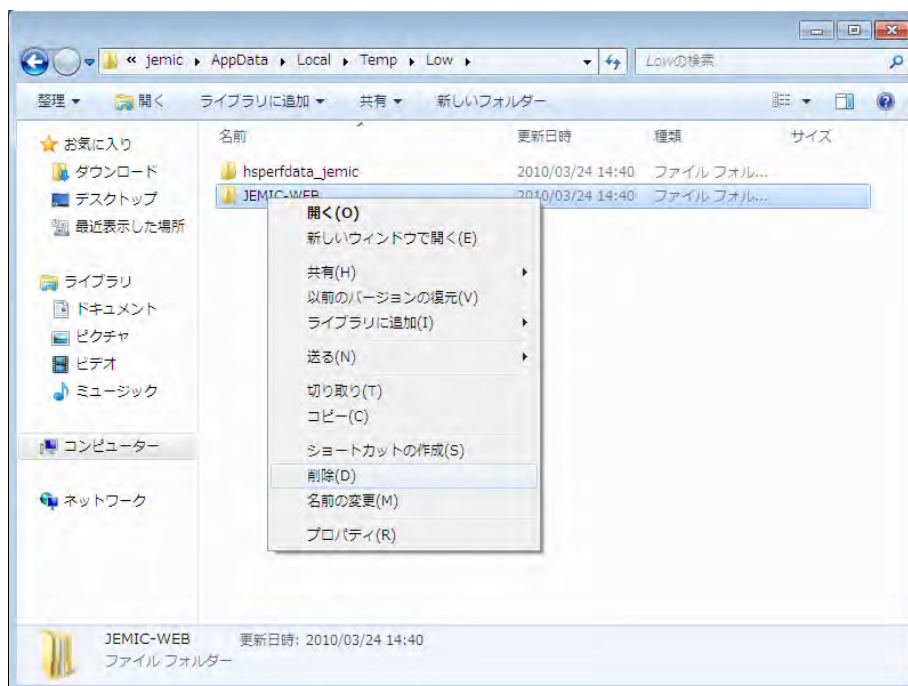 « jemic ▸ AppData ▸ Local ▸ Temp ▸ Low ▸
Lowの検索
整理 開く ライブラリに追加 共有 新しいフォルダー
名前 更新日時 種類 サイズ
お気に入り
ダウンロード
デスクトップ
最近表示した場所
ライブラリ
ドキュメント
ピクチャ
ビデオ
ミュージック
コンピューター
ネットワーク
hsperfdata_jemic 2010/03/24 14:40 ファイル フォル...
JEMIC-WEB 2010/03/24 14:40 ファイル フォル...
開く(O)
新しいウィンドウで開く(E)
共有(H)
以前のバージョンの復元(V)
ライブラリに追加(I)
送る(N)
切り取り(T)
コピー(C)
ショートカットの作成(S)
削除(D)
名前の変更(M)
プロパティ(R)
JEMIC-WEB 更新日時: 2010/03/24 14:40
ファイル フォルダー